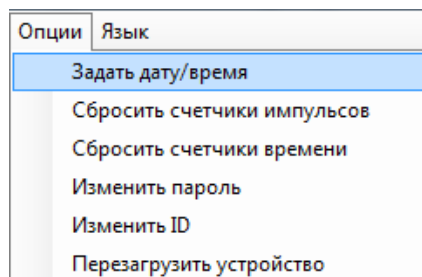 Опции Язык
Задать дату/время
Сбросить счетчики импульсов
Сбросить счетчики времени
Изменить пароль
Изменить ID
Перезагрузить устройство